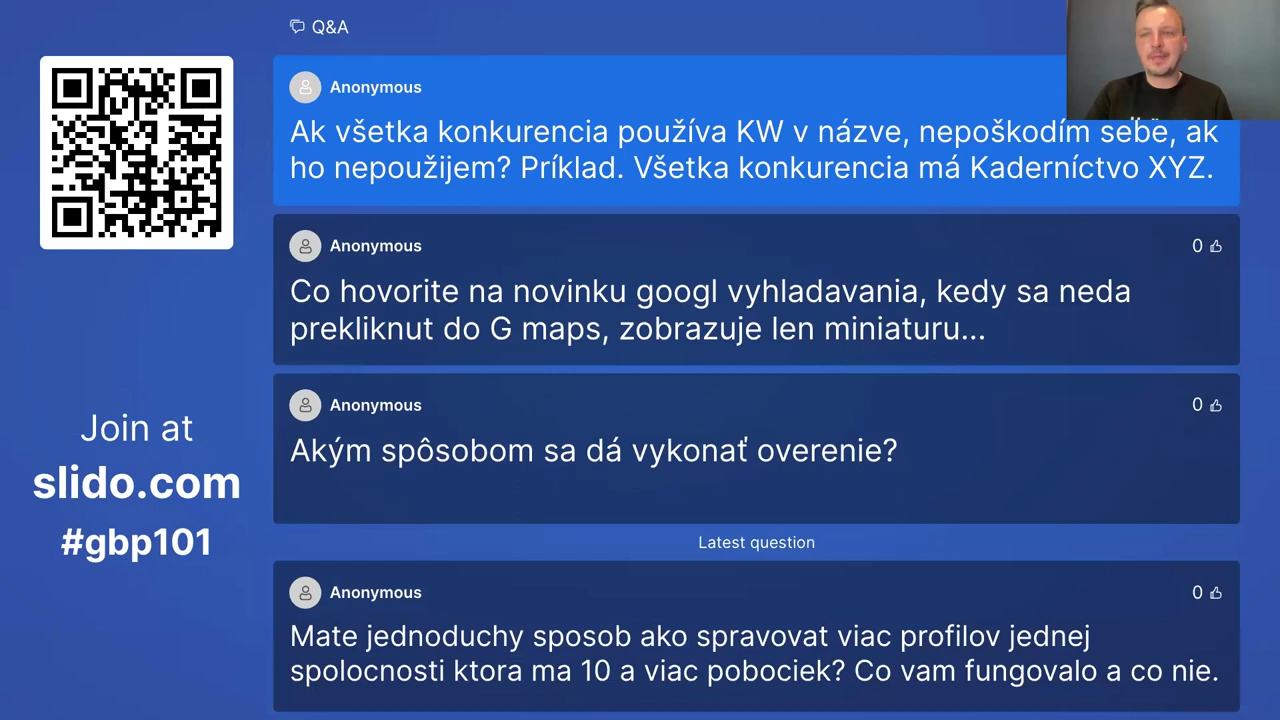 Q&A
Anonymous
Ak všetka konkurencia používa KW v názve, nepoškodím sebe, ak
ho nepoužijem? Príklad. Všetka konkurencia má Kaderníctvo XYZ.
Anonymous
0
Co hovorite na novinku googl vyhladavania, kedy sa neda
prekliknut do G maps, zobrazuje len miniaturu...
Anonymous
0
Akým spôsobom sa dá vykonať overenie?
Latest question
Anonymous
0
Mate jednoduchy sposob ako spravovat viac profilov jednej
spolocnosti ktora ma 10 a viac pobociek? Co vam fungovalo a co nie.
Join at
slido.com
#gbp101